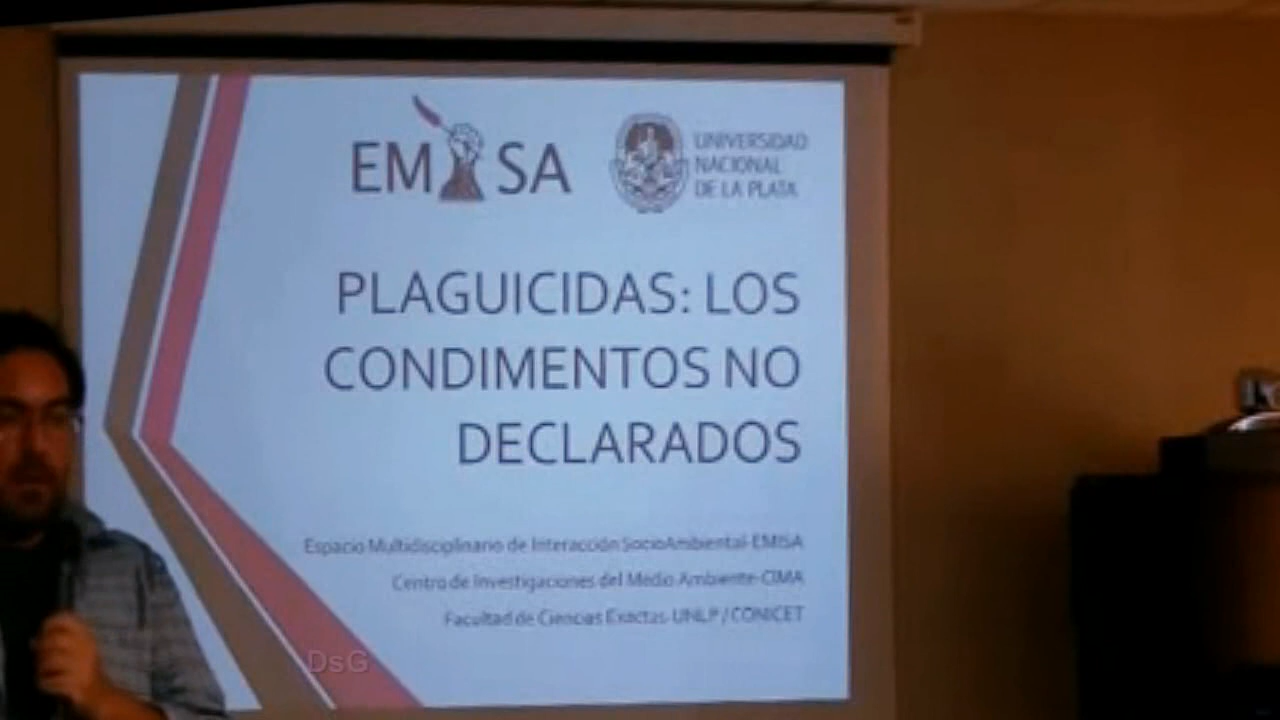 EMISA
UNIVERSIDAD
NACIONAL
DE LA PLATA
PLAGUICIDAS: LOS
CONDIMENTOS NO
DECLARADOS
Espacio Multidisciplinario de Interacción SocioAmbiental-EMISA
Centro de Investigaciones del Medio Ambiente-CIMA
Facultad de Ciencias Exactas- UNLP / CONICET
DsG